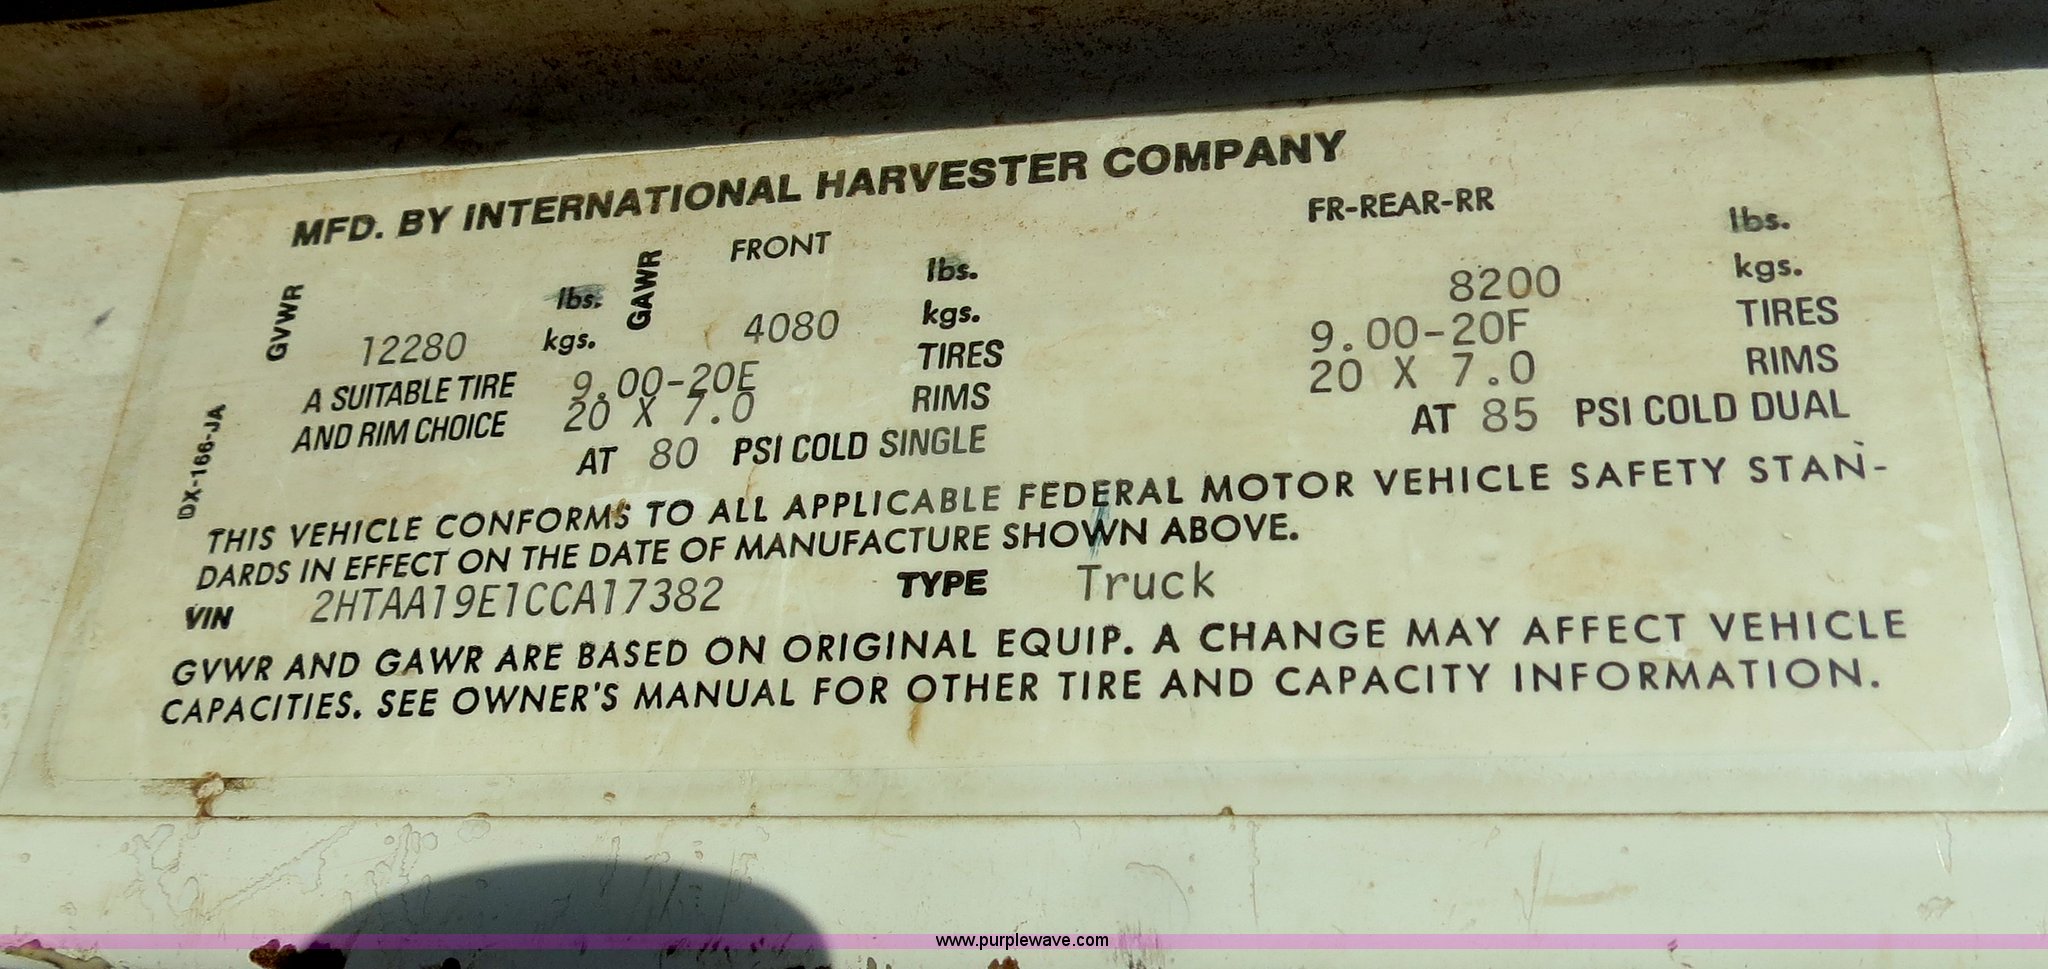 MFD. BY INTERNATIONAL HARVESTER COMPANY
GVWR lbs. GAWR FRONT lbs. FR-REAR-RR lbs.
12280 kgs. 4080 kgs. 8200 kgs.
A SUITABLE TIRE 9.00-20E TIRES 9.00-20F TIRES
AND RIM CHOICE 20 X 7.0 RIMS 20 X 7.0 RIMS
AT 80 PSI COLD SINGLE AT 85 PSI COLD DUAL
DX-166-JA
THIS VEHICLE CONFORMS TO ALL APPLICABLE FEDERAL MOTOR VEHICLE SAFETY STAN-
DARDS IN EFFECT ON THE DATE OF MANUFACTURE SHOWN ABOVE.
VIN 2HTAA19E1CCA17382 TYPE Truck
GVWR AND GAWR ARE BASED ON ORIGINAL EQUIP. A CHANGE MAY AFFECT VEHICLE
CAPACITIES. SEE OWNER'S MANUAL FOR OTHER TIRE AND CAPACITY INFORMATION.
www.purplewave.com